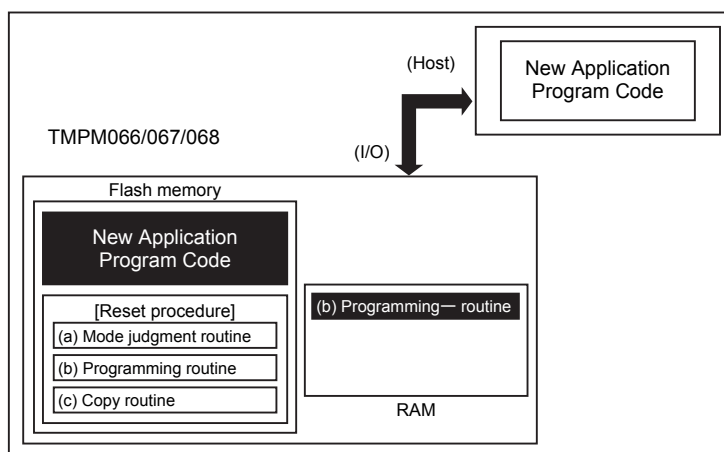 (Host)
New Application
Program Code
TMPM066/067/068
(I/O)
Flash memory
New Application
Program Code
[Reset procedure]
(a) Mode judgment routine
(b) Programming routine
(c) Copy routine
(b) Programming— routine
RAM